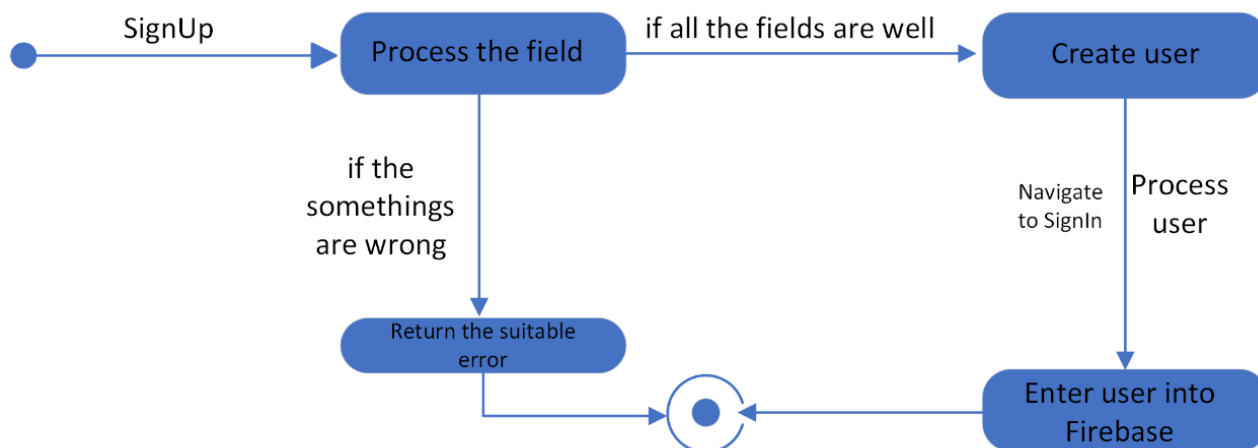 SignUp
Process the field
if all the fields are well
Create user
if the
somethings
are wrong
Navigate
to SignIn
Process
user
Return the suitable
error
Enter user into
Firebase